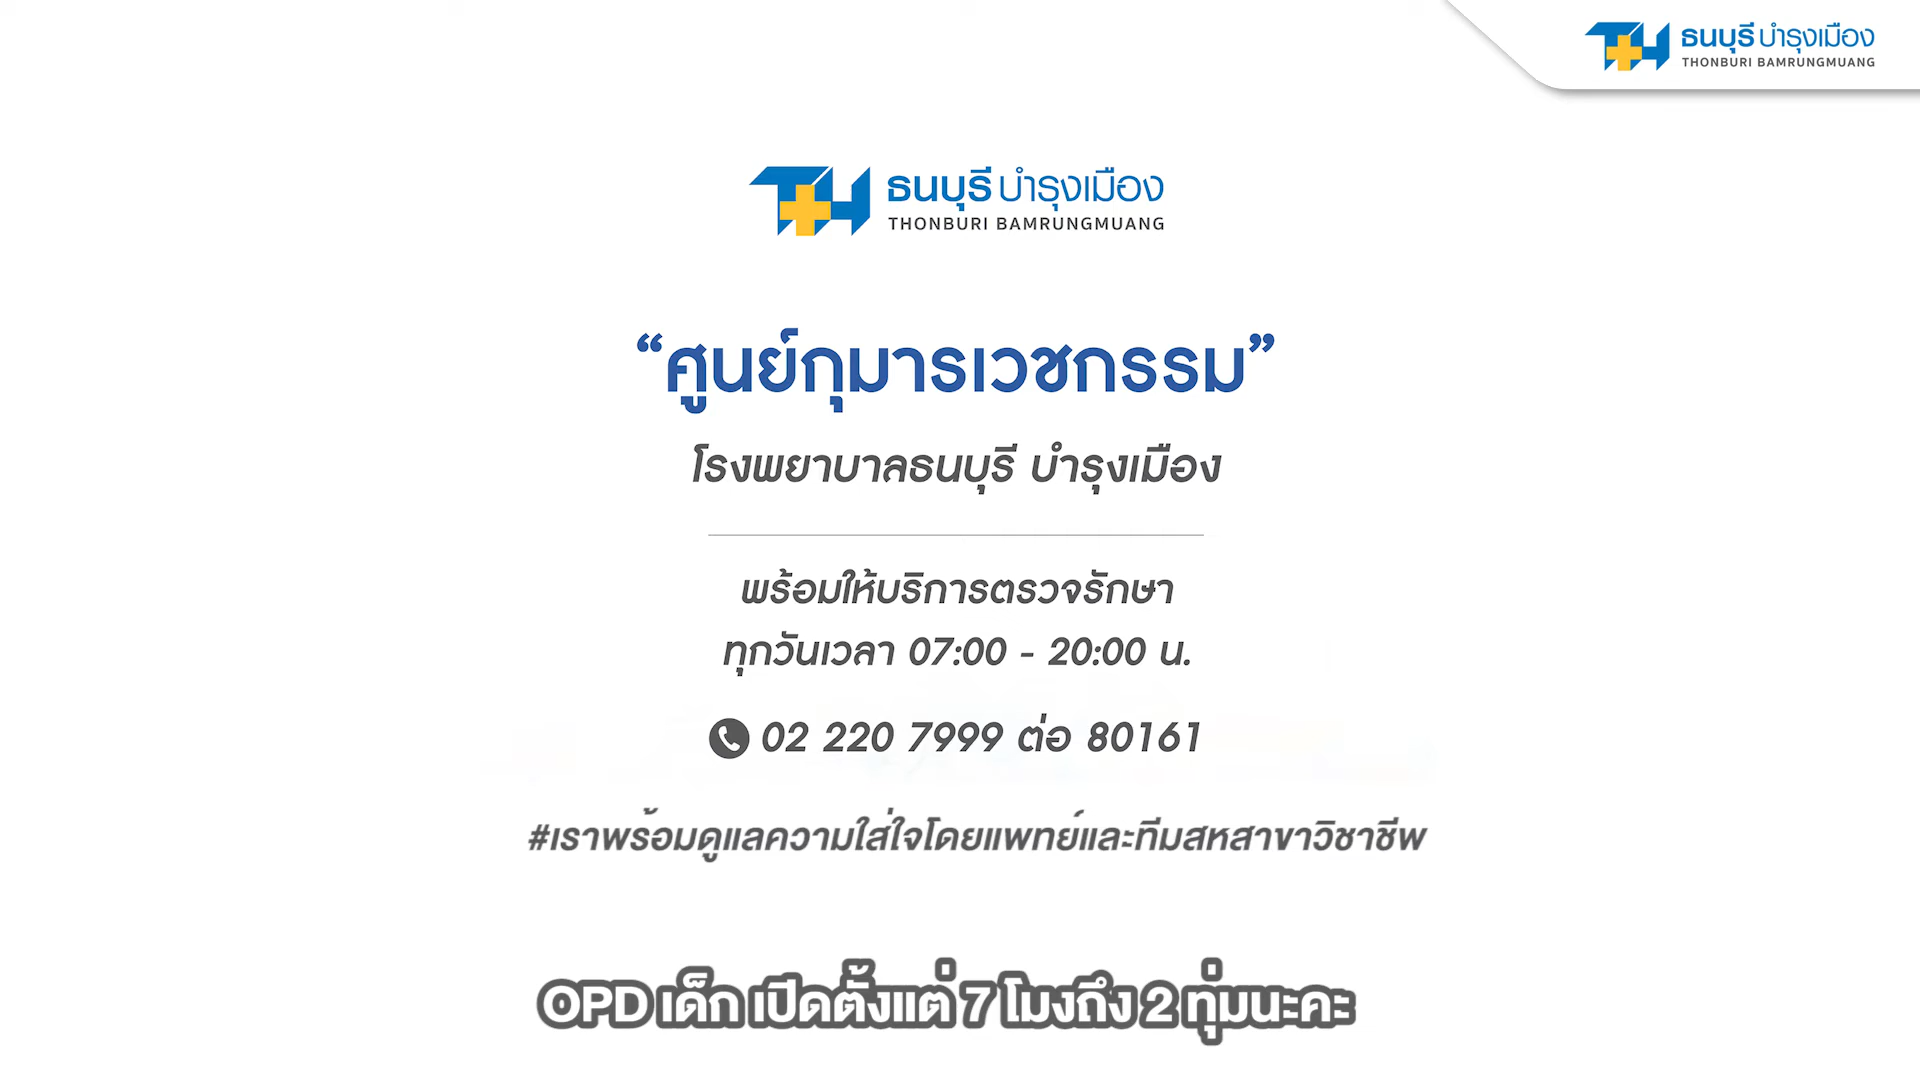 ธนบุรี บำรุงเมือง
THONBURI BAMRUNGMUANG
ธนบุรี บำรุงเมือง
THONBURI BAMRUNGMUANG
“ศูนย์กุมารเวชกรรม”
โรงพยาบาลธนบุรี บำรุงเมือง
พร้อมให้บริการตรวจรักษา
ทุกวันเวลา 07:00 - 20:00 น.
02 220 7999 ต่อ 80161
#เราพร้อมดูแลความใส่ใจโดยแพทย์และทีมสหสาขาวิชาชีพ
OPD เด็ก เปิดตั้งแต่ 7 โมงถึง 2 ทุ่มนะคะ